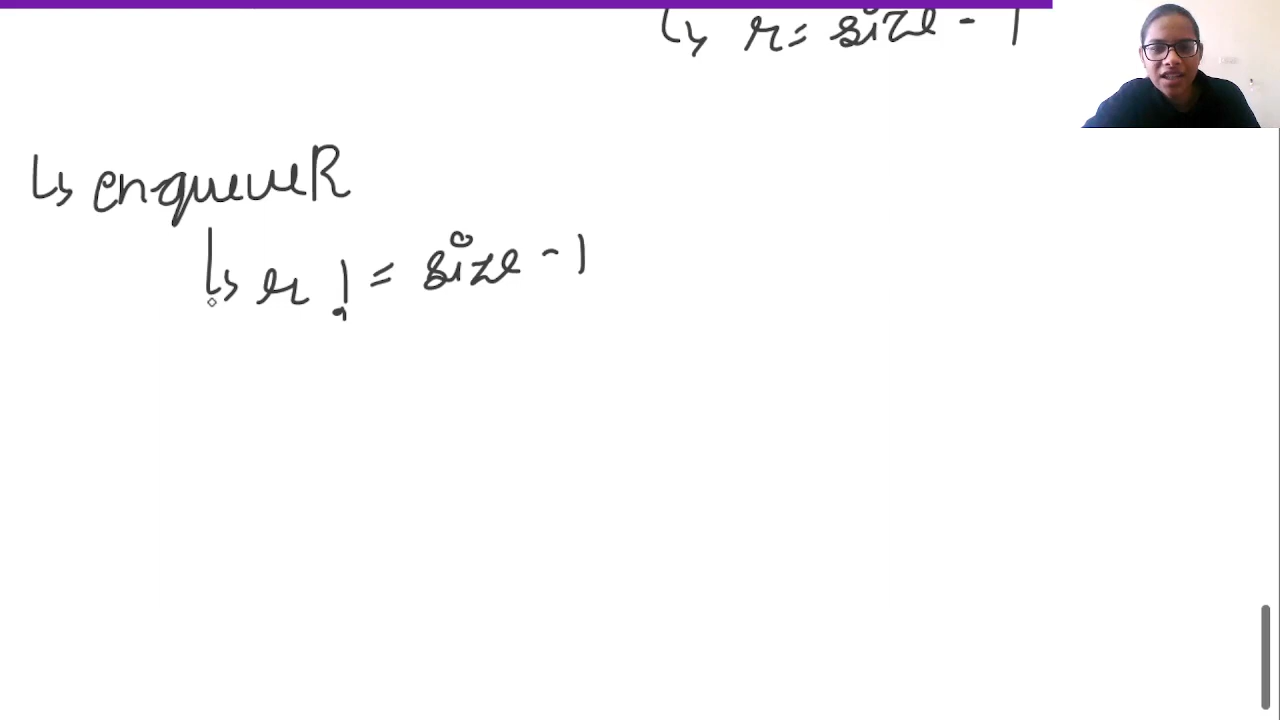 ↳ r = size - 1
↳ enqueueR
↳ r != size - 1